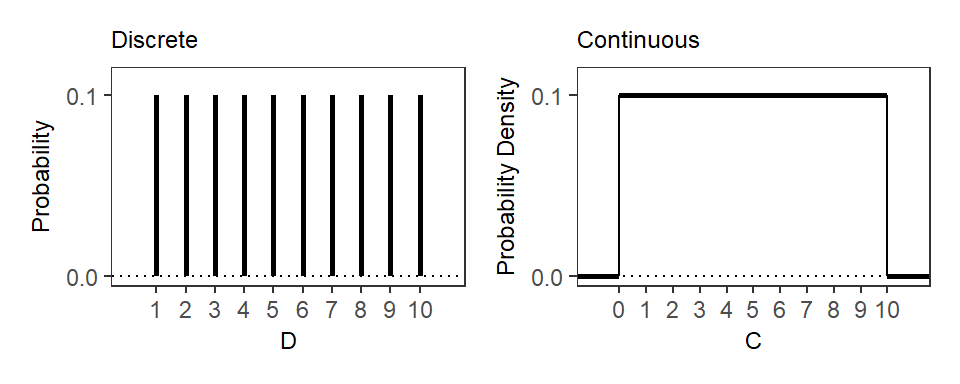 Discrete
Probability
0.1
0.0
1 2 3 4 5 6 7 8 9 10
D
Continuous
Probability Density
0.1
0.0
0 1 2 3 4 5 6 7 8 9 10
C